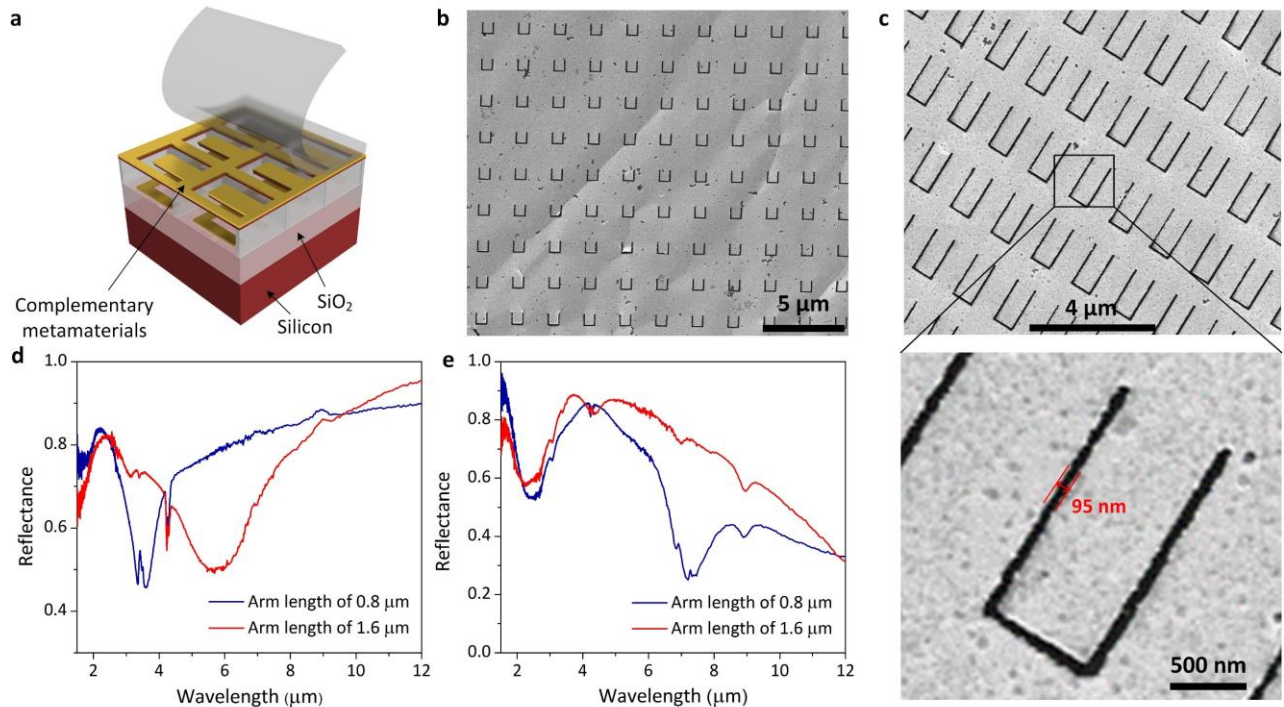 a
Complementary
metamaterials
Silicon
SiO₂
b
5 μm
c
4 μm
d
1.0
0.8
0.6
0.4
Reflectance
2 4 6 8 10 12
Wavelength (μm)
Arm length of 0.8 μm
Arm length of 1.6 μm
e
1.0
0.8
0.6
0.4
0.2
0.0
Reflectance
2 4 6 8 10 12
Wavelength (μm)
Arm length of 0.8 μm
Arm length of 1.6 μm
95 nm
500 nm